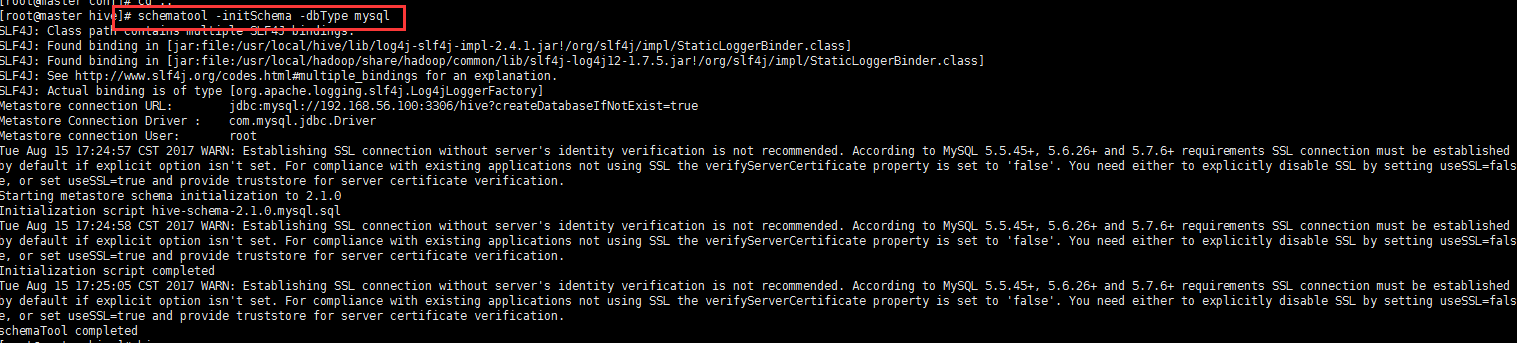 [root@master conf]# cd ..
[root@master hive]# schematool -initSchema -dbType mysql
SLF4J: Class path contains multiple SLF4J bindings.
SLF4J: Found binding in [jar:file:/usr/local/hive/lib/log4j-slf4j-impl-2.4.1.jar!/org/slf4j/impl/StaticLoggerBinder.class]
SLF4J: Found binding in [jar:file:/usr/local/hadoop/share/hadoop/common/lib/slf4j-log4j12-1.7.5.jar!/org/slf4j/impl/StaticLoggerBinder.class]
SLF4J: See http://www.slf4j.org/codes.html#multiple_bindings for an explanation.
SLF4J: Actual binding is of type [org.apache.logging.slf4j.Log4jLoggerFactory]
Metastore connection URL:        jdbc:mysql://192.168.56.100:3306/hive?createDatabaseIfNotExist=true
Metastore Connection Driver :    com.mysql.jdbc.Driver
Metastore connection User:       root
Tue Aug 15 17:24:57 CST 2017 WARN: Establishing SSL connection without server's identity verification is not recommended. According to MySQL 5.5.45+, 5.6.26+ and 5.7.6+ requirements SSL connection must be established
by default if explicit option isn't set. For compliance with existing applications not using SSL the verifyServerCertificate property is set to 'false'. You need either to explicitly disable SSL by setting useSSL=fals
e, or set useSSL=true and provide truststore for server certificate verification.
Starting metastore schema initialization to 2.1.0
Initialization script hive-schema-2.1.0.mysql.sql
Tue Aug 15 17:24:58 CST 2017 WARN: Establishing SSL connection without server's identity verification is not recommended. According to MySQL 5.5.45+, 5.6.26+ and 5.7.6+ requirements SSL connection must be established
by default if explicit option isn't set. For compliance with existing applications not using SSL the verifyServerCertificate property is set to 'false'. You need either to explicitly disable SSL by setting useSSL=fals
e, or set useSSL=true and provide truststore for server certificate verification.
Initialization script completed
Tue Aug 15 17:25:05 CST 2017 WARN: Establishing SSL connection without server's identity verification is not recommended. According to MySQL 5.5.45+, 5.6.26+ and 5.7.6+ requirements SSL connection must be established
by default if explicit option isn't set. For compliance with existing applications not using SSL the verifyServerCertificate property is set to 'false'. You need either to explicitly disable SSL by setting useSSL=fals
e, or set useSSL=true and provide truststore for server certificate verification.
schemaTool completed